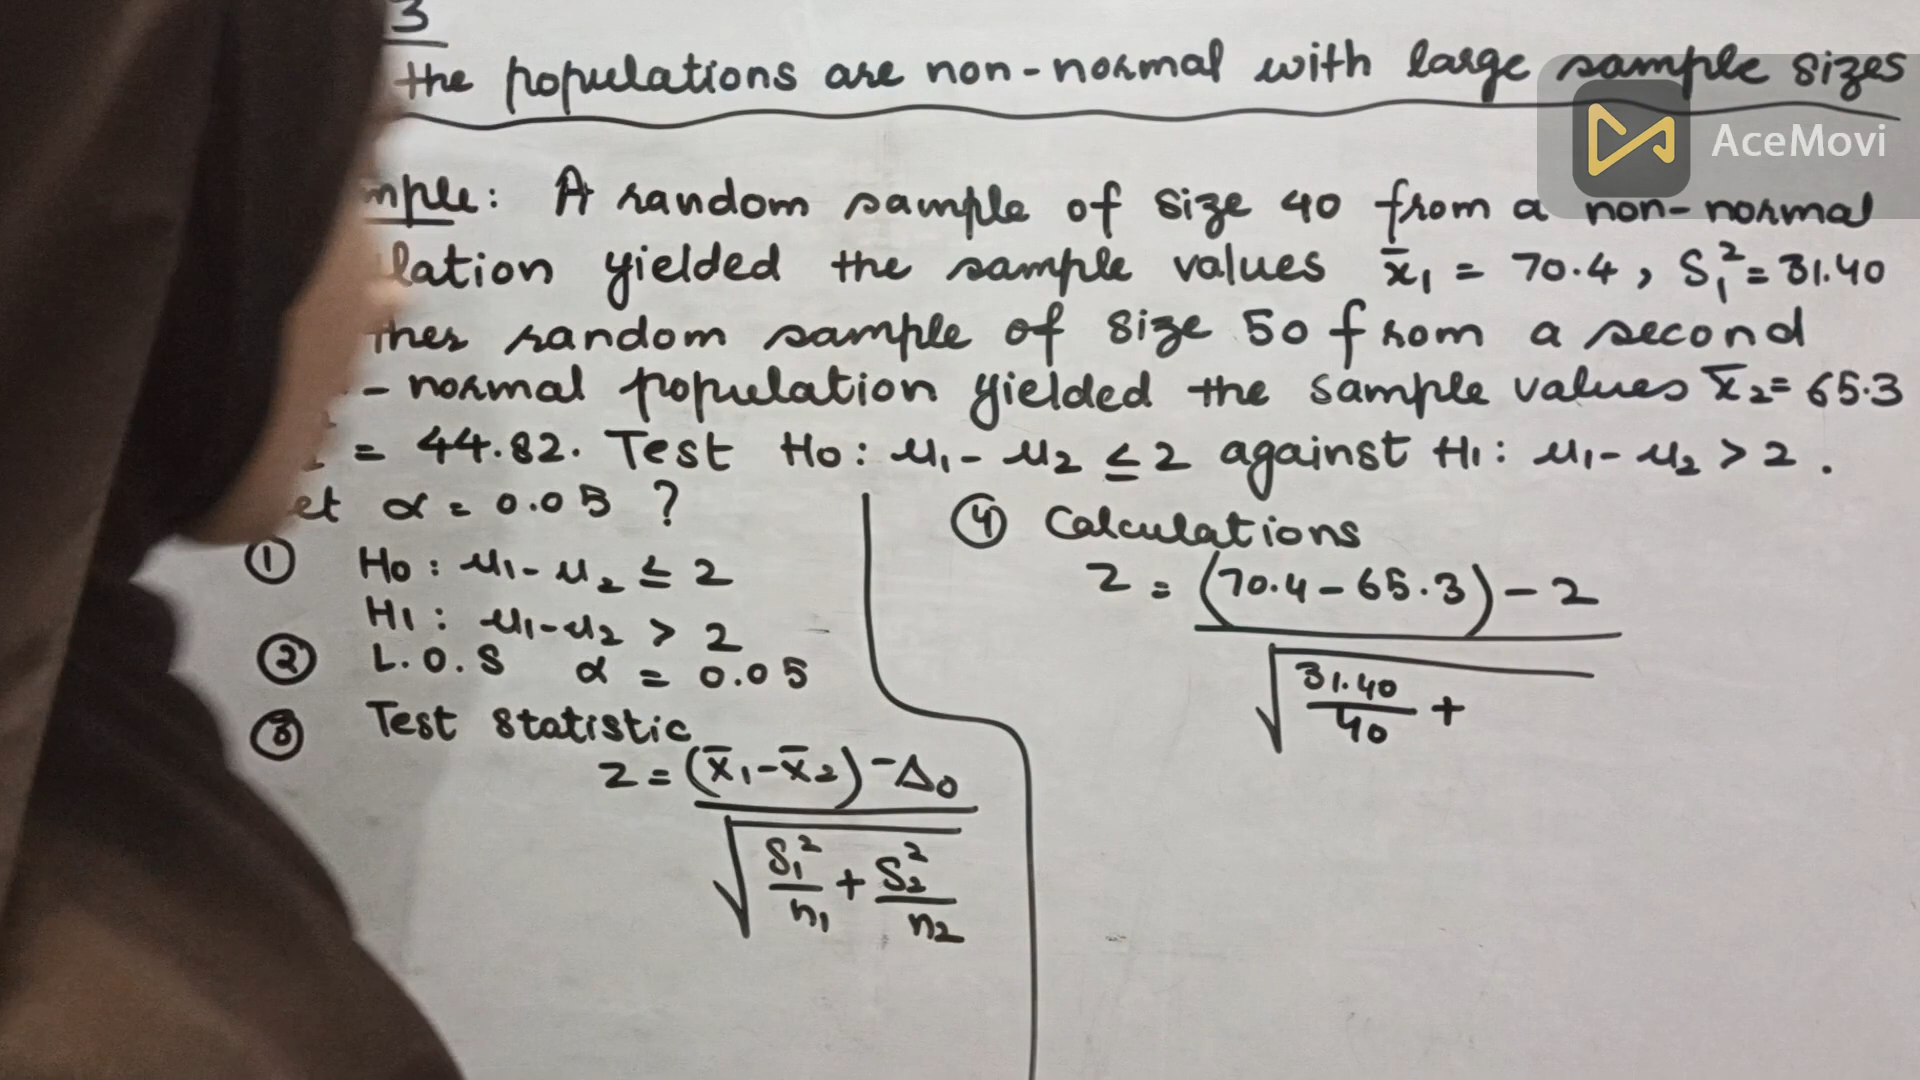 3
the populations are non-normal with large sample sizes
AceMovi
mple: A random sample of size 40 from a non-normal
lation yielded the sample values x̄₁ = 70.4, S₁² = 31.40
ther random sample of size 50 from a second
- normal population yielded the sample values x̄₂ = 65.3
= 44.82. Test H₀: μ₁ - μ₂ ≤ 2 against H₁: μ₁ - μ₂ > 2.
et α = 0.05 ?
① H₀: μ₁ - μ₂ ≤ 2
H₁: μ₁ - μ₂ > 2
② L.O.S α = 0.05
③ Test statistic
Z = (x̄₁ - x̄₂) - Δ₀
√ S₁²/n₁ + S₂²/n₂
④ Calculations
Z = (70.4 - 65.3) - 2
√ 31.40/40 +